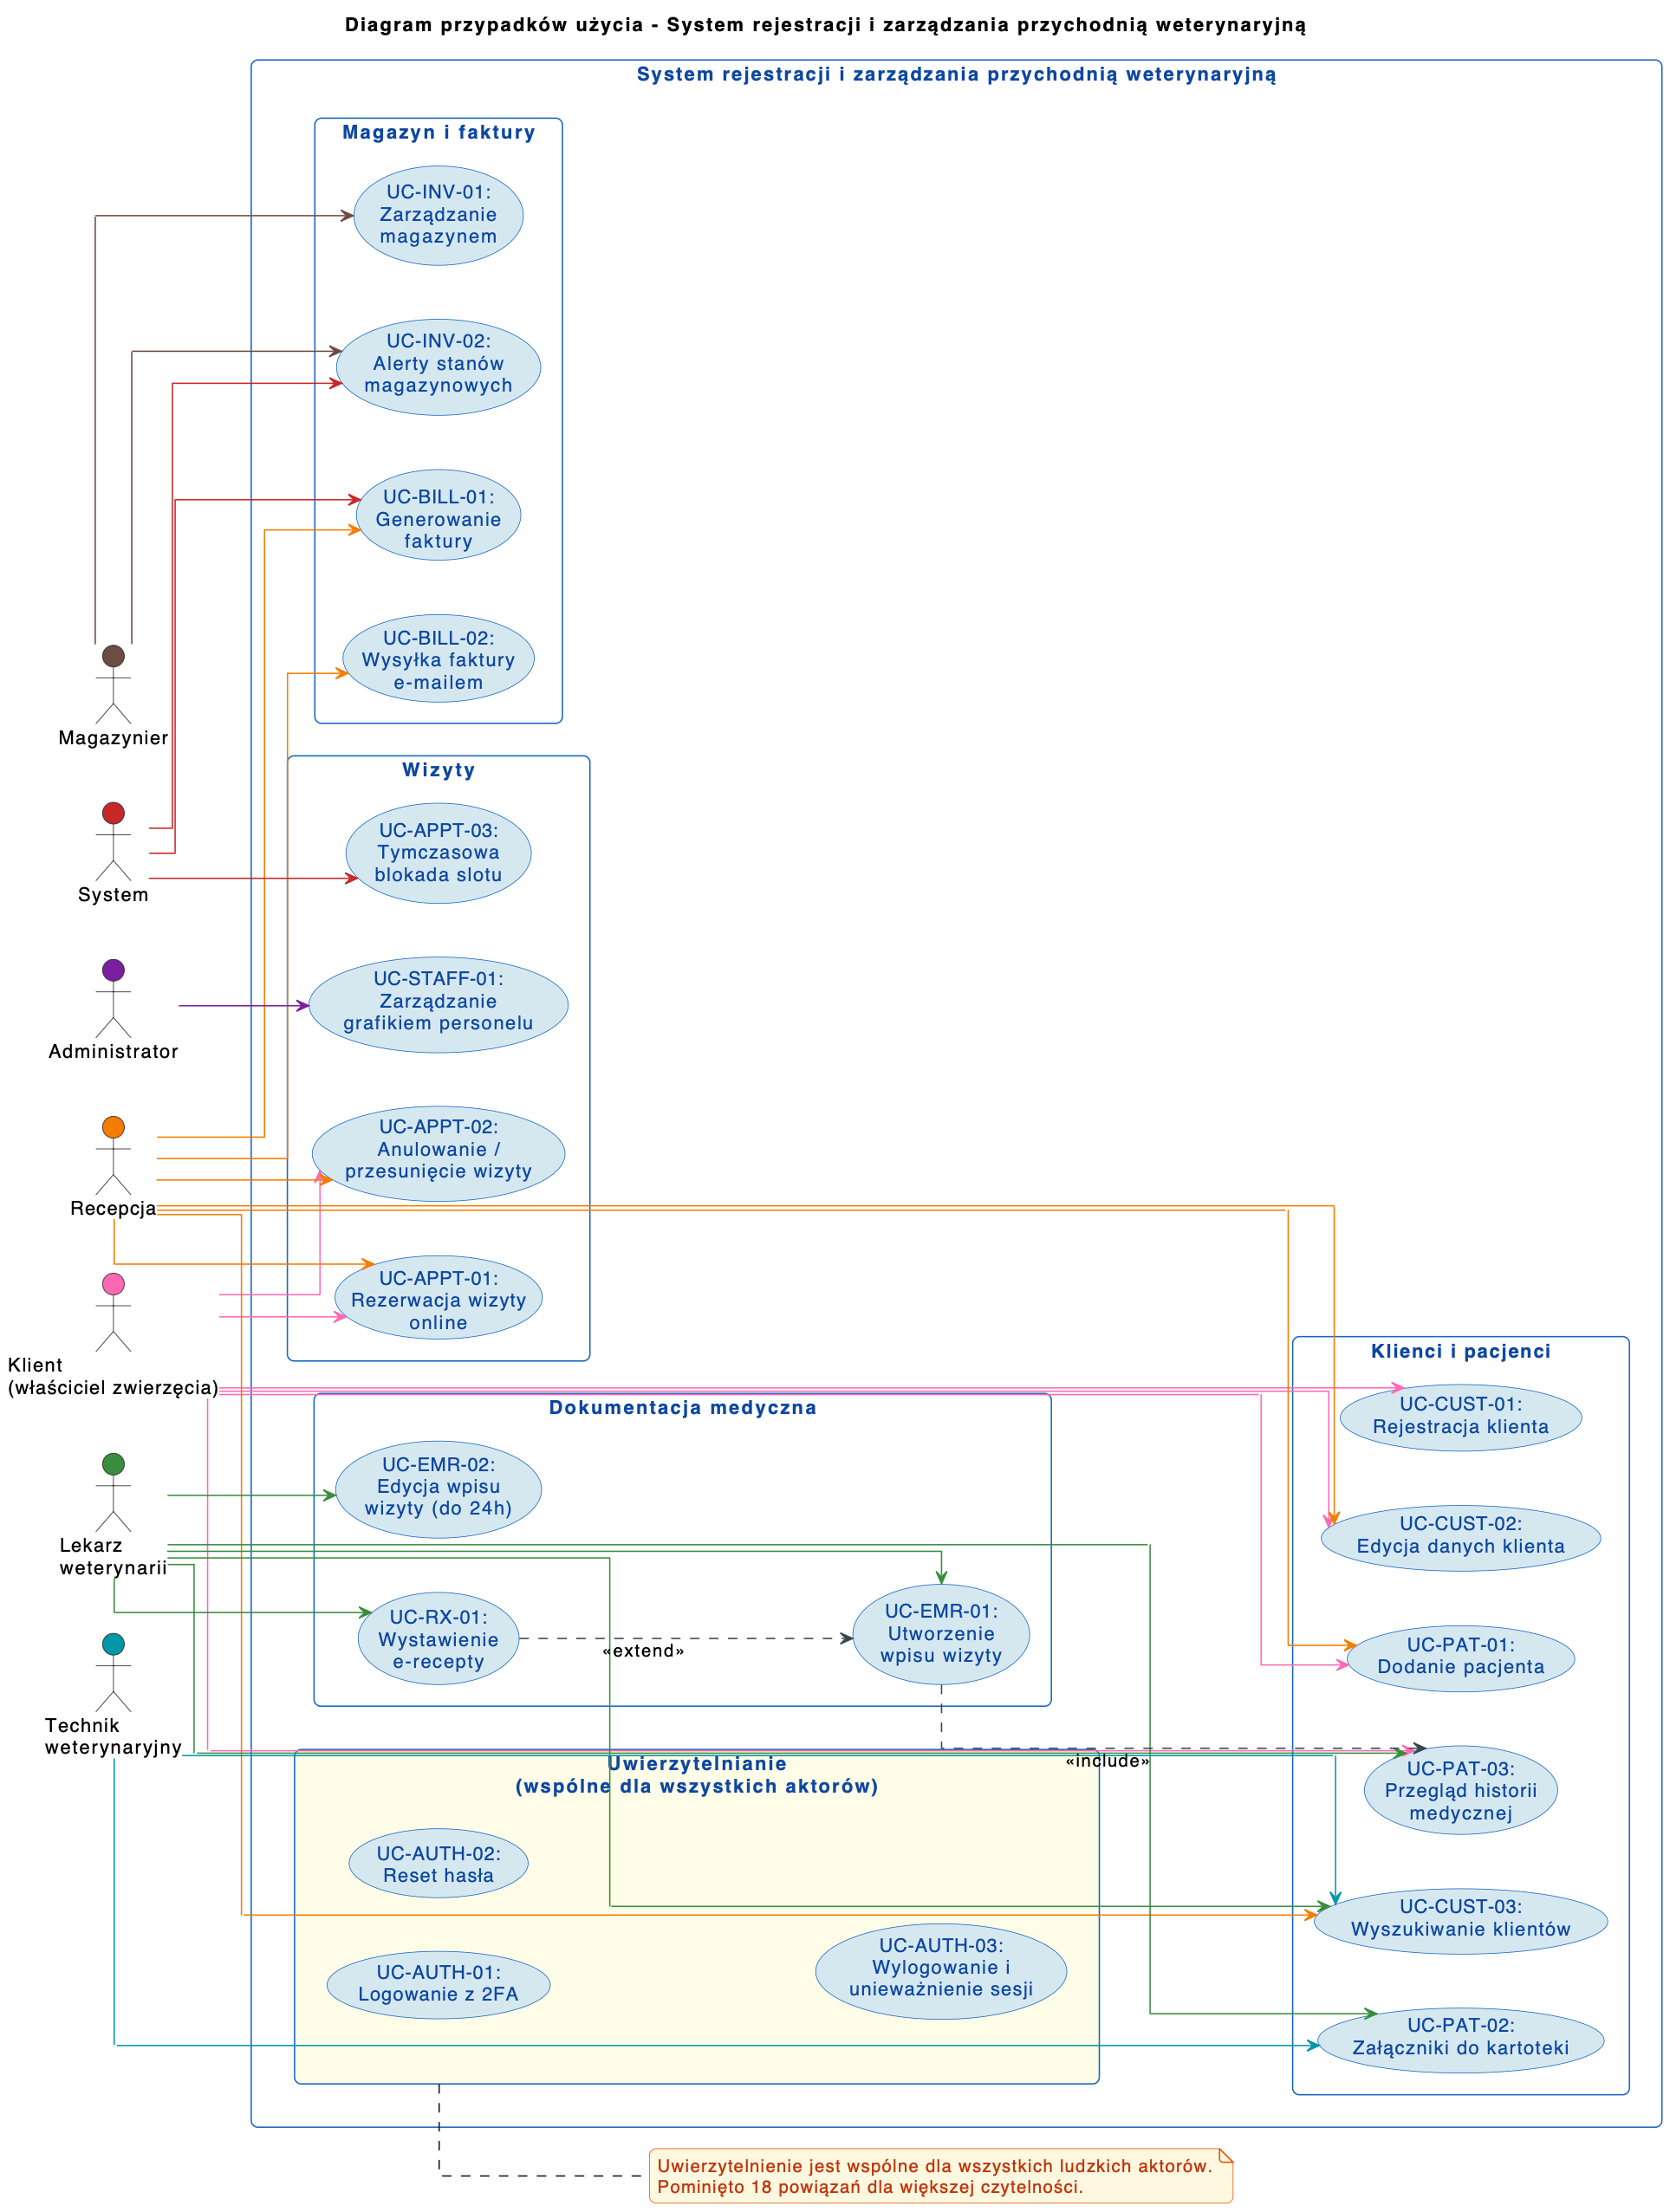 Diagram przypadków użycia - System rejestracji i zarządzania przychodnią weterynaryjną
System rejestracji i zarządzania przychodnią weterynaryjną
Magazyn i faktury
UC-INV-01:
Zarządzanie
magazynem
UC-INV-02:
Alerty stanów
magazynowych
UC-BILL-01:
Generowanie
faktury
UC-BILL-02:
Wysyłka faktury
e-mailem
Magazynier
Wizyty
UC-APPT-03:
Tymczasowa
blokada slotu
System
UC-STAFF-01:
Zarządzanie
grafikiem personelu
Administrator
UC-APPT-02:
Anulowanie /
przesunięcie wizyty
Recepcja
UC-APPT-01:
Rezerwacja wizyty
online
Klient
(właściciel zwierzęcia)
Klienci i pacjenci
UC-CUST-01:
Rejestracja klienta
Dokumentacja medyczna
UC-EMR-02:
Edycja wpisu
wizyty (do 24h)
UC-CUST-02:
Edycja danych klienta
Lekarz
weterynarii
UC-RX-01:
Wystawienie
e-recepty
«extend»
UC-EMR-01:
Utworzenie
wpisu wizyty
UC-PAT-01:
Dodanie pacjenta
Technik
weterynaryjny
«include»
UC-PAT-03:
Przegląd historii
medycznej
Uwierzytelnianie
(wspólne dla wszystkich aktorów)
UC-AUTH-02:
Reset hasła
UC-CUST-03:
Wyszukiwanie klientów
UC-AUTH-03:
Wylogowanie i
unieważnienie sesji
UC-AUTH-01:
Logowanie z 2FA
UC-PAT-02:
Załączniki do kartoteki
Uwierzytelnienie jest wspólne dla wszystkich ludzkich aktorów.
Pominięto 18 powiązań dla większej czytelności.